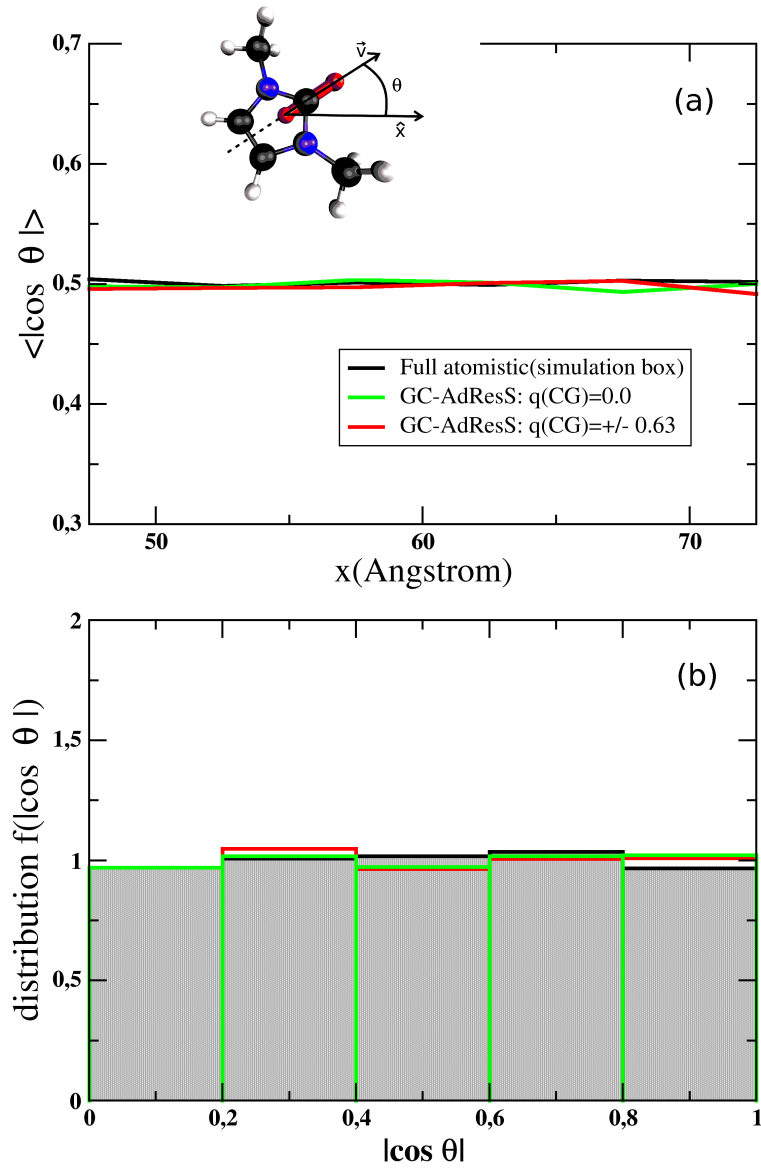 0,7
0,6
0,5
0,4
0,3
<|cos θ|>
v⃗
θ
x̂
(a)
Full atomistic(simulation box)
GC-AdResS: q(CG)=0.0
GC-AdResS: q(CG)=+/- 0.63
50 60 70
x(Angstrom)
2
1,5
1
0,5
0
distribution f(|cos θ|)
(b)
0 0,2 0,4 0,6 0,8 1
|cos θ|